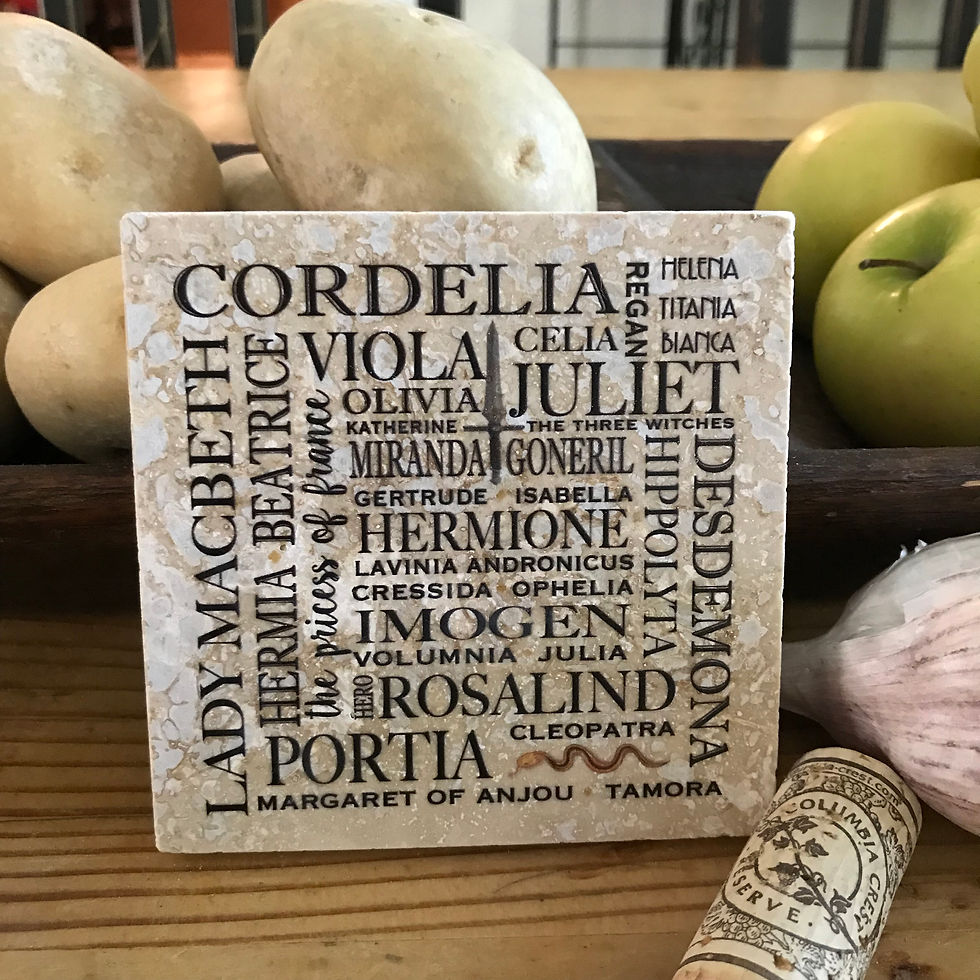 CORDELIA
REGAN
HELENA
TITANIA
BIANCA
LADY MACBETH
HERMIA BEATRICE
the pricess of france
VIOLA
CELIA
OLIVIA
JULIET
KATHERINE
THE THREE WITCHES
MIRANDA
GONERIL
GERTRUDE ISABELLA
HERMIONE
LAVINIA ANDRONICUS
CRESSIDA OPHELIA
IMOGEN
VOLUMNIA JULIA
HIPPOLYTA
DESDEMONA
HERO
ROSALIND
CLEOPATRA
PORTIA
MARGARET OF ANJOU TAMORA
COLUMBIA CREST